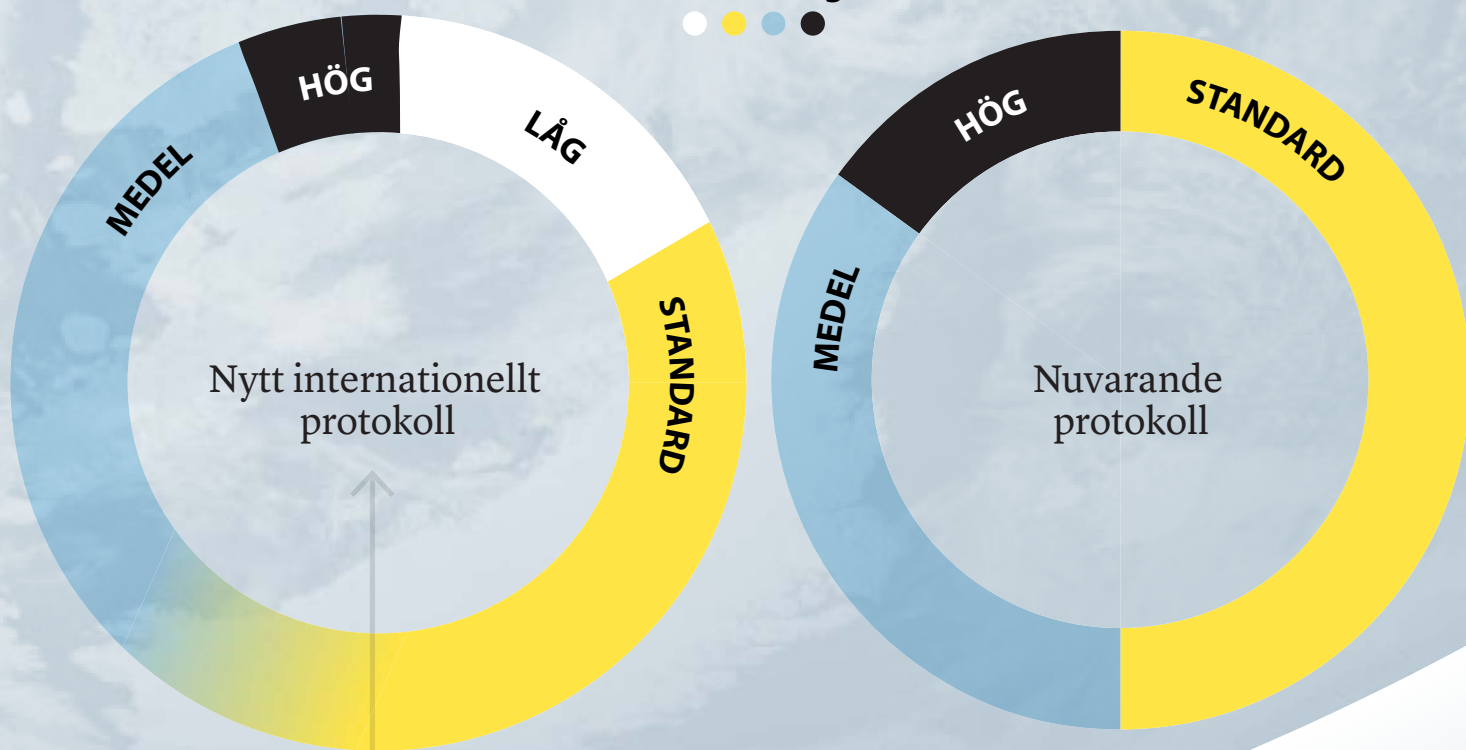 HÖG
LÅG
MEDEL
STANDARD
Nytt internationellt
protokoll
HÖG
STANDARD
MEDEL
Nuvarande
protokoll